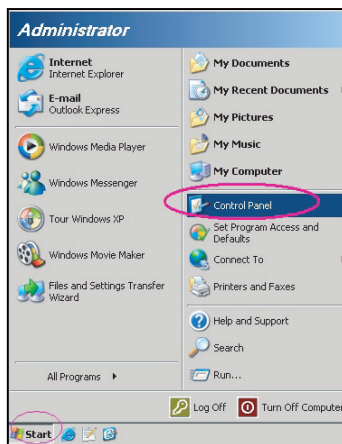 Administrator
Internet
Internet Explorer
E-mail
Outlook Express
Windows Media Player
Windows Messenger
Tour Windows XP
Windows Movie Maker
Files and Settings Transfer
Wizard
All Programs
My Documents
My Recent Documents
My Pictures
My Music
My Computer
Control Panel
Set Program Access and
Defaults
Connect To
Printers and Faxes
Help and Support
Search
Run...
Log Off
Turn Off Computer
Start